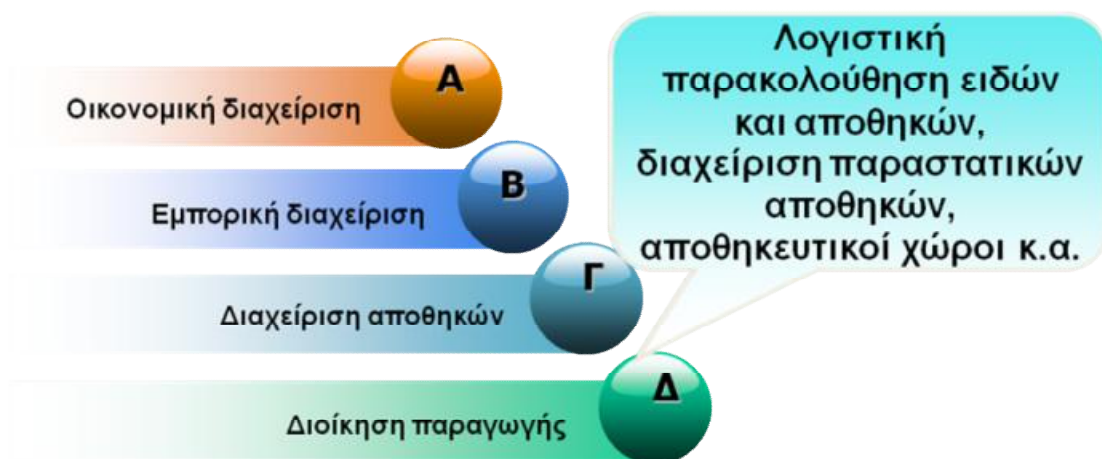 Α
Οικονομική διαχείριση
Β
Εμπορική διαχείριση
Γ
Διαχείριση αποθηκών
Δ
Διοίκηση παραγωγής
Λογιστική
παρακολούθηση ειδών
και αποθηκών,
διαχείριση παραστατικών
αποθηκών,
αποθηκευτικοί χώροι κ.α.